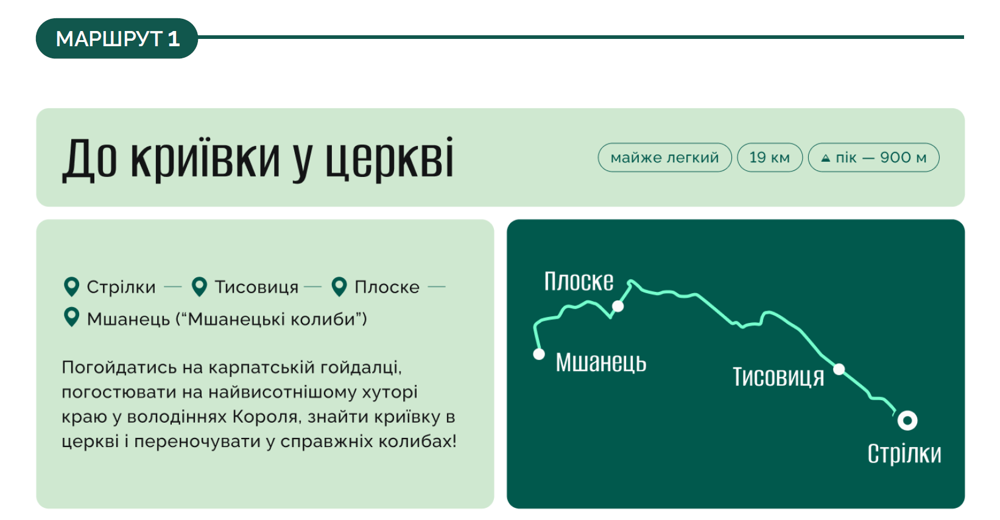 МАРШРУТ 1
До криївки у церкві
майже легкий
19 км
пік — 900 м
Стрілки — Тисовиця — Плоске —
Мшанець (“Мшанецькі колиби”)
Погойдатись на карпатській гойдалці,
погостювати на найвисотнішому хуторі
краю у володіннях Короля, знайти криївку в
церкві і переночувати у справжніх колибах!
Плоске
Мшанець
Тисовиця
Стрілки